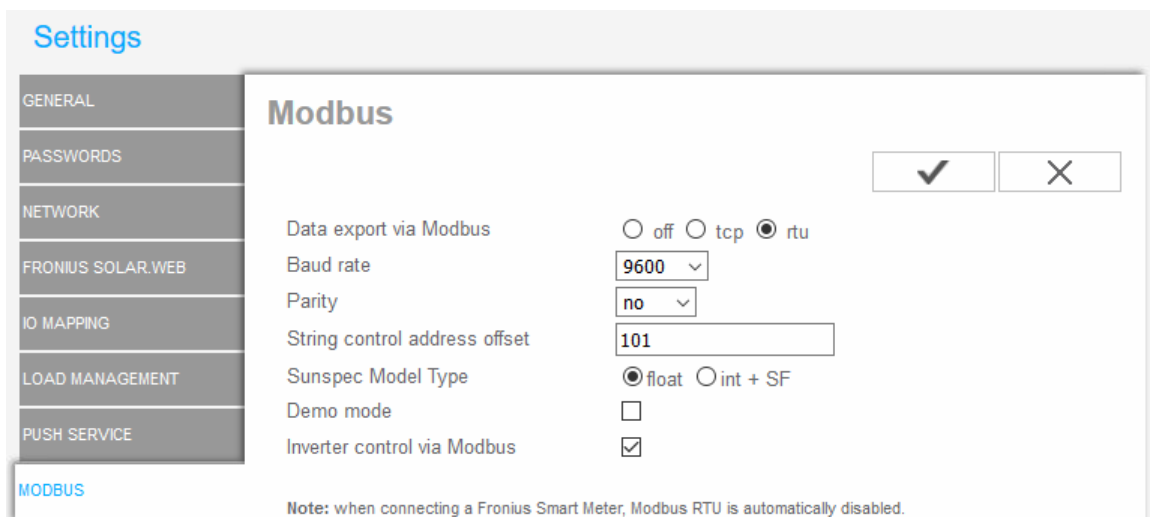 Settings
GENERAL
PASSWORDS
NETWORK
FRONIUS SOLAR.WEB
IO MAPPING
LOAD MANAGEMENT
PUSH SERVICE
MODBUS
Modbus
Data export via Modbus off tcp rtu
Baud rate 9600
Parity no
String control address offset 101
Sunspec Model Type float int + SF
Demo mode
Inverter control via Modbus
Note: when connecting a Fronius Smart Meter, Modbus RTU is automatically disabled.